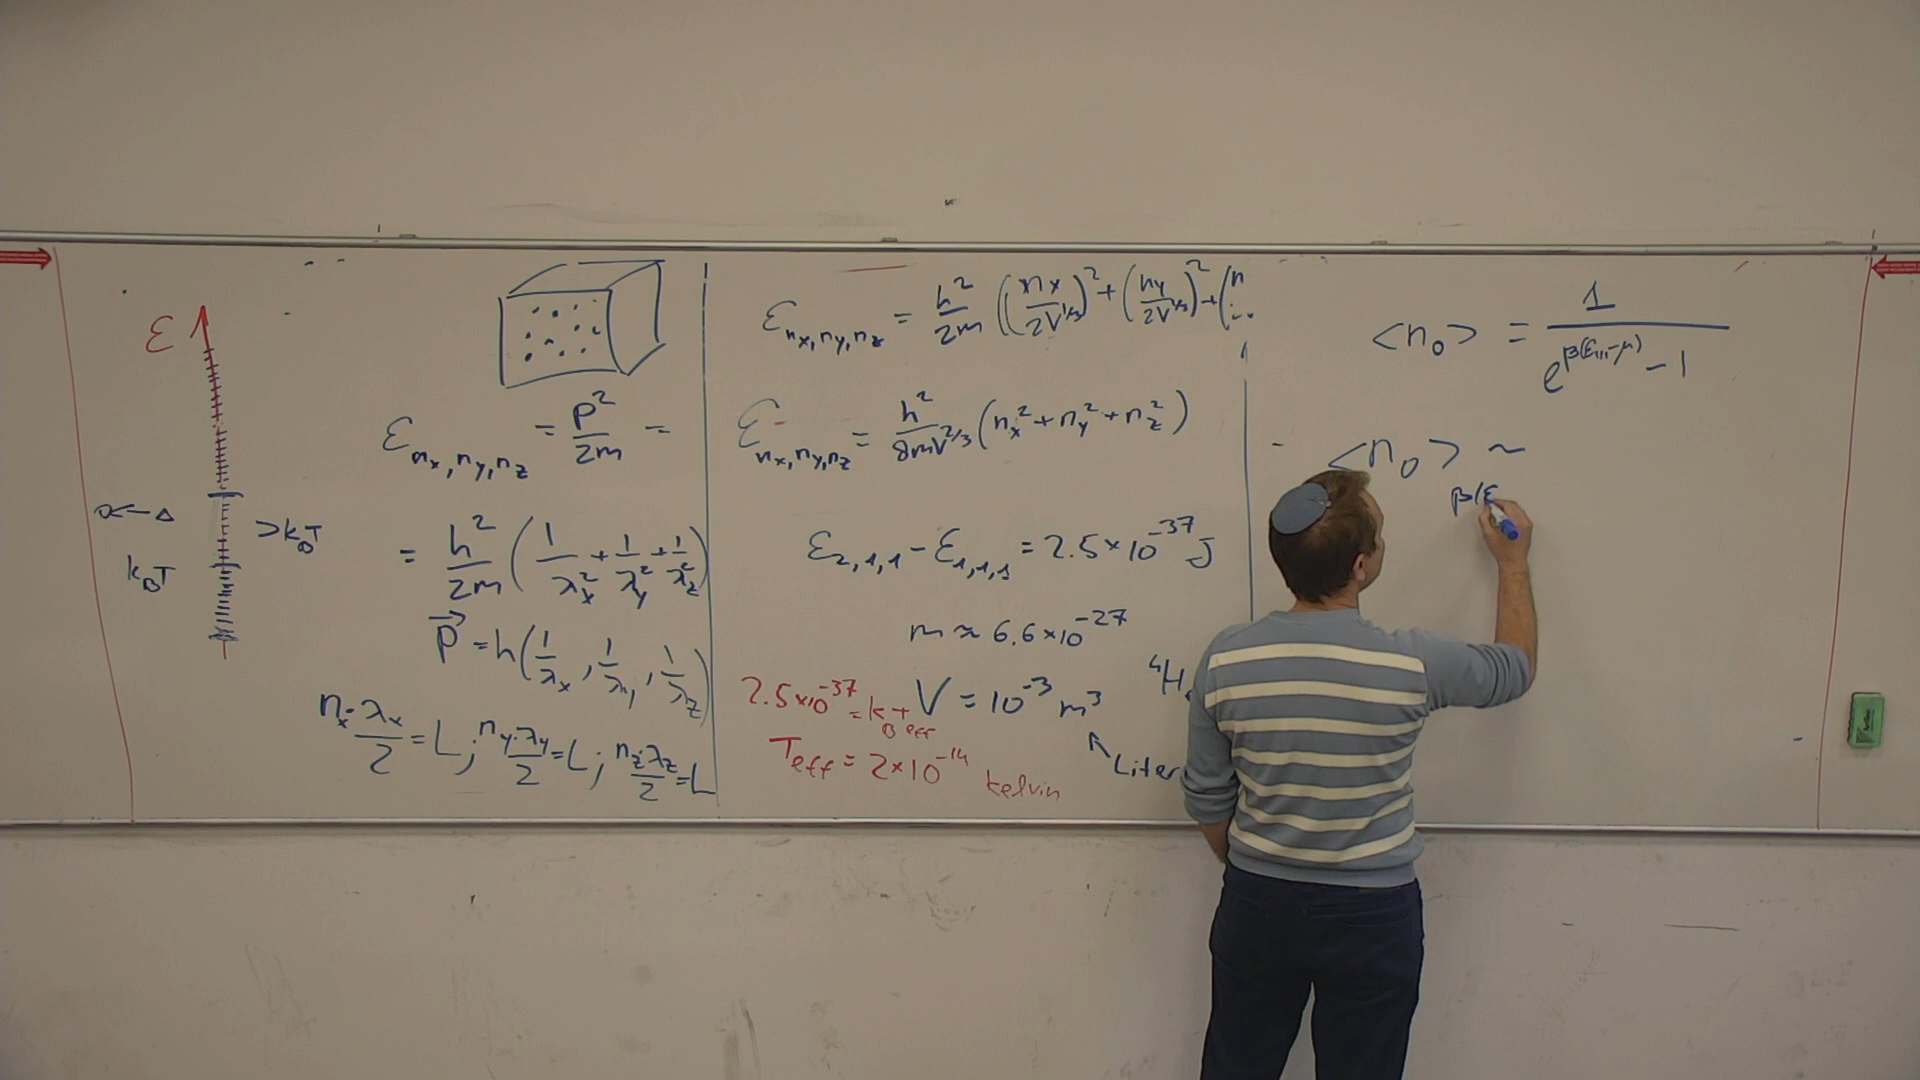 ε
k_BT
>k_BT
ε_{n_x,n_y,n_z} = p²/2m =
= h²/2m (1/λ_x² + 1/λ_y² + 1/λ_z²)
p⃗ = h(1/λ_x, 1/λ_y, 1/λ_z)
n_x·λ_x/2 = L; n_y·λ_y/2 = L; n_z·λ_z/2 = L
ε_{n_x,n_y,n_z} = h²/2m ((n_x/2V^{1/3})² + (n_y/2V^{1/3})² + (n
ε_{n_x,n_y,n_z} = h²/8mV^{2/3} (n_x² + n_y² + n_z²)
ε_{2,1,1} - ε_{1,1,1} = 2.5×10^{-37} J
m ≈ 6.6×10^{-27}
⁴H
V = 10^{-3} m³
Liter
2.5×10^{-37} = k_B T_eff
T_eff = 2×10^{-14} kelvin
<n_0> = 1/(e^{β(ε_{111}-μ)} - 1)
<n_0> ~
β(ε